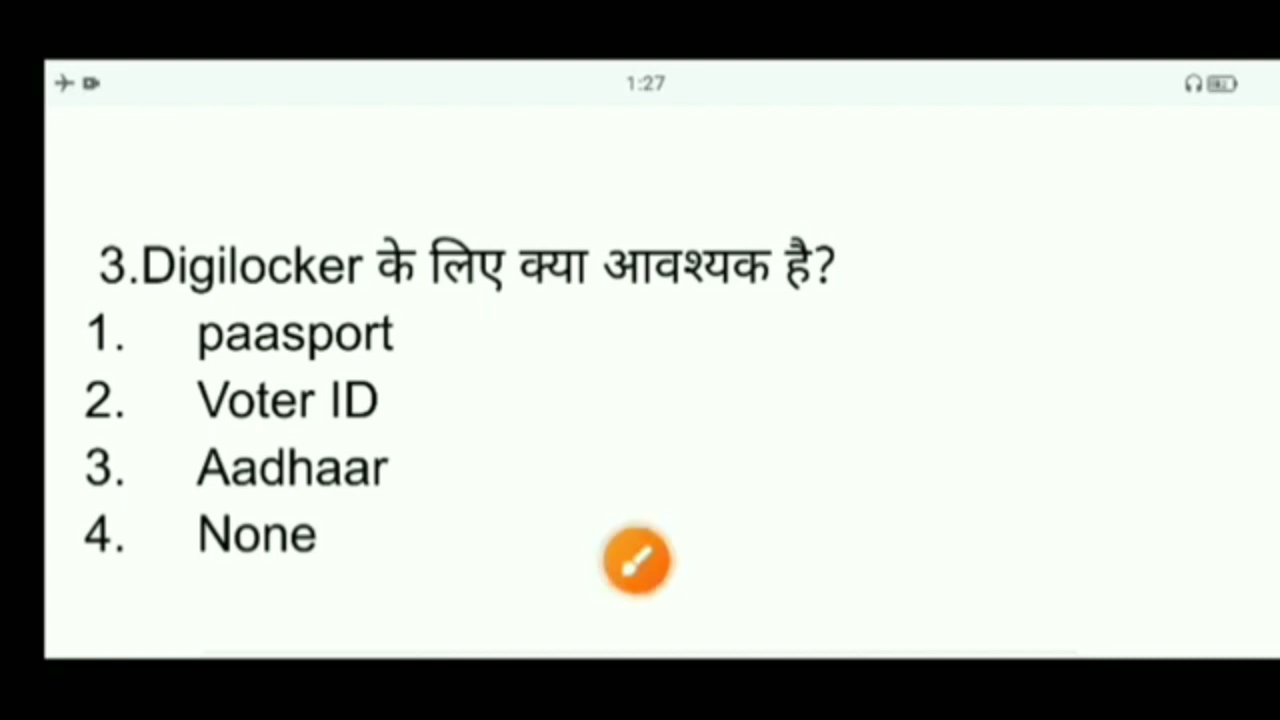 1:27
3.Digilocker के लिए क्या आवश्यक है?
1. paasport
2. Voter ID
3. Aadhaar
4. None